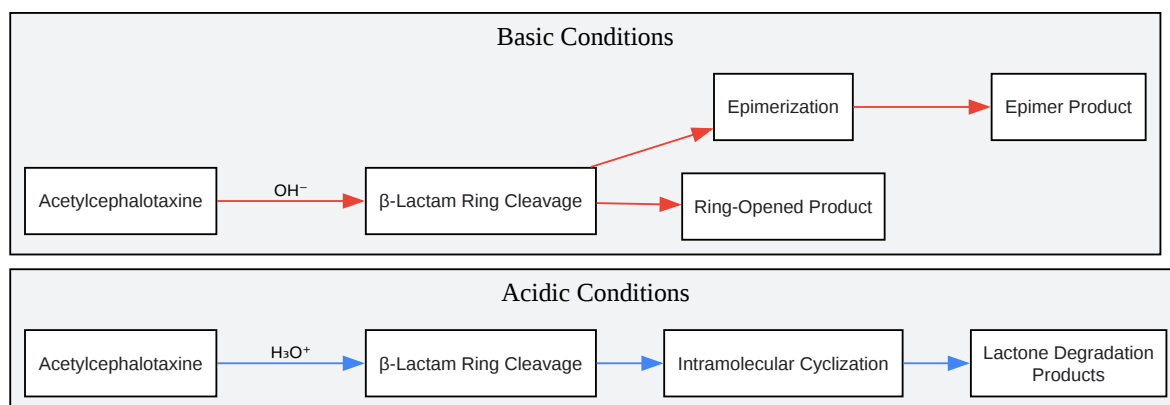 Basic Conditions
Epimerization
Epimer Product
Acetylcephalotaxine
OH⁻
β-Lactam Ring Cleavage
Ring-Opened Product
Acidic Conditions
Acetylcephalotaxine
H₃O⁺
β-Lactam Ring Cleavage
Intramolecular Cyclization
Lactone Degradation
Products